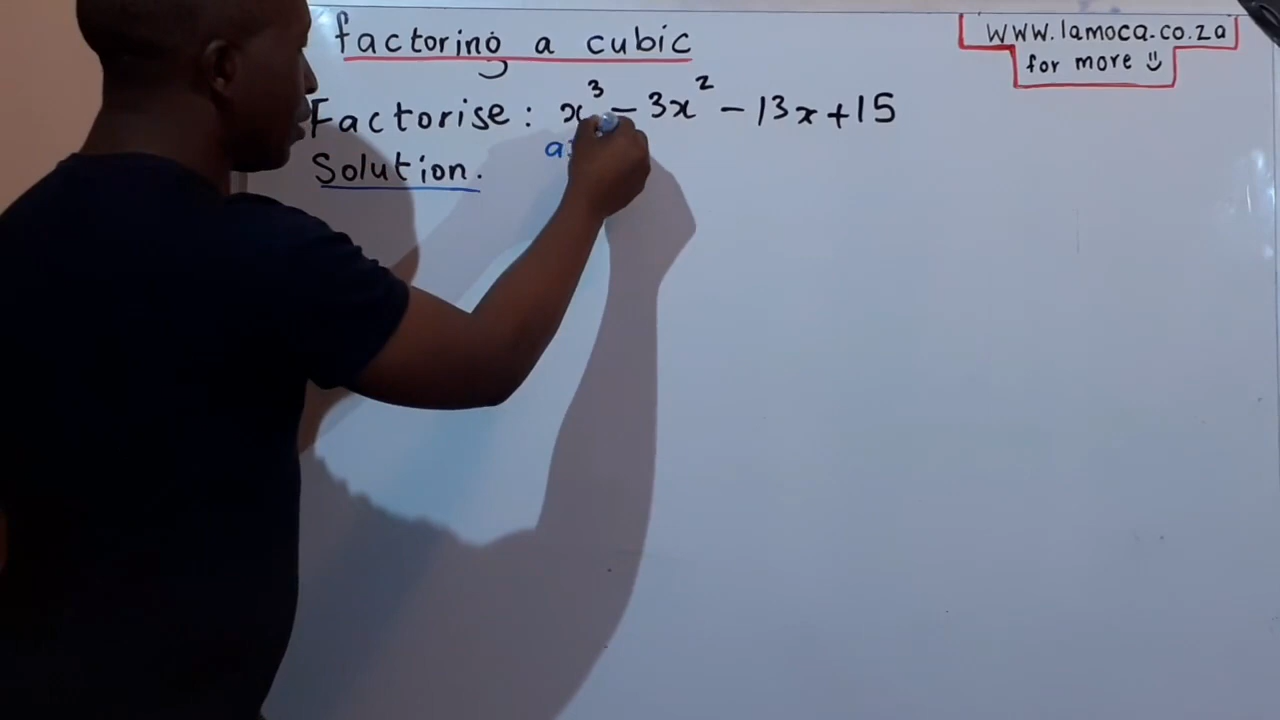 factoring a cubic
www.lamoca.co.za
for more
Factorise: x³ - 3x² - 13x + 15
a
Solution.